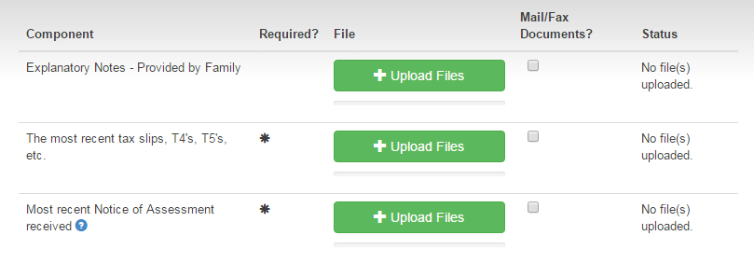 Mail/Fax
Component Required? File Documents? Status
Explanatory Notes - Provided by Family + Upload Files No file(s)
uploaded.
The most recent tax slips, T4's, T5's, * + Upload Files No file(s)
etc. uploaded.
Most recent Notice of Assessment * + Upload Files No file(s)
received ? uploaded.